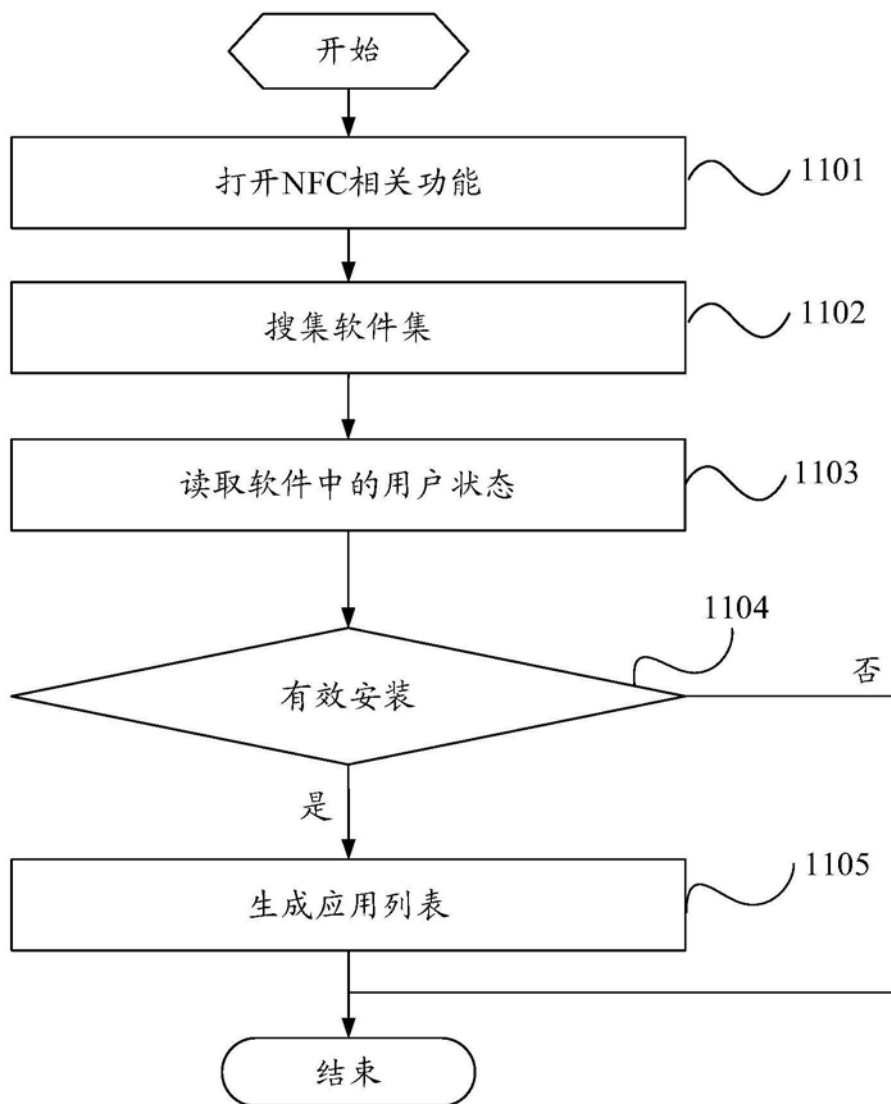 开始
打开NFC相关功能
1101
搜集软件集
1102
读取软件中的用户状态
1103
1104
有效安装
否
是
生成应用列表
1105
结束